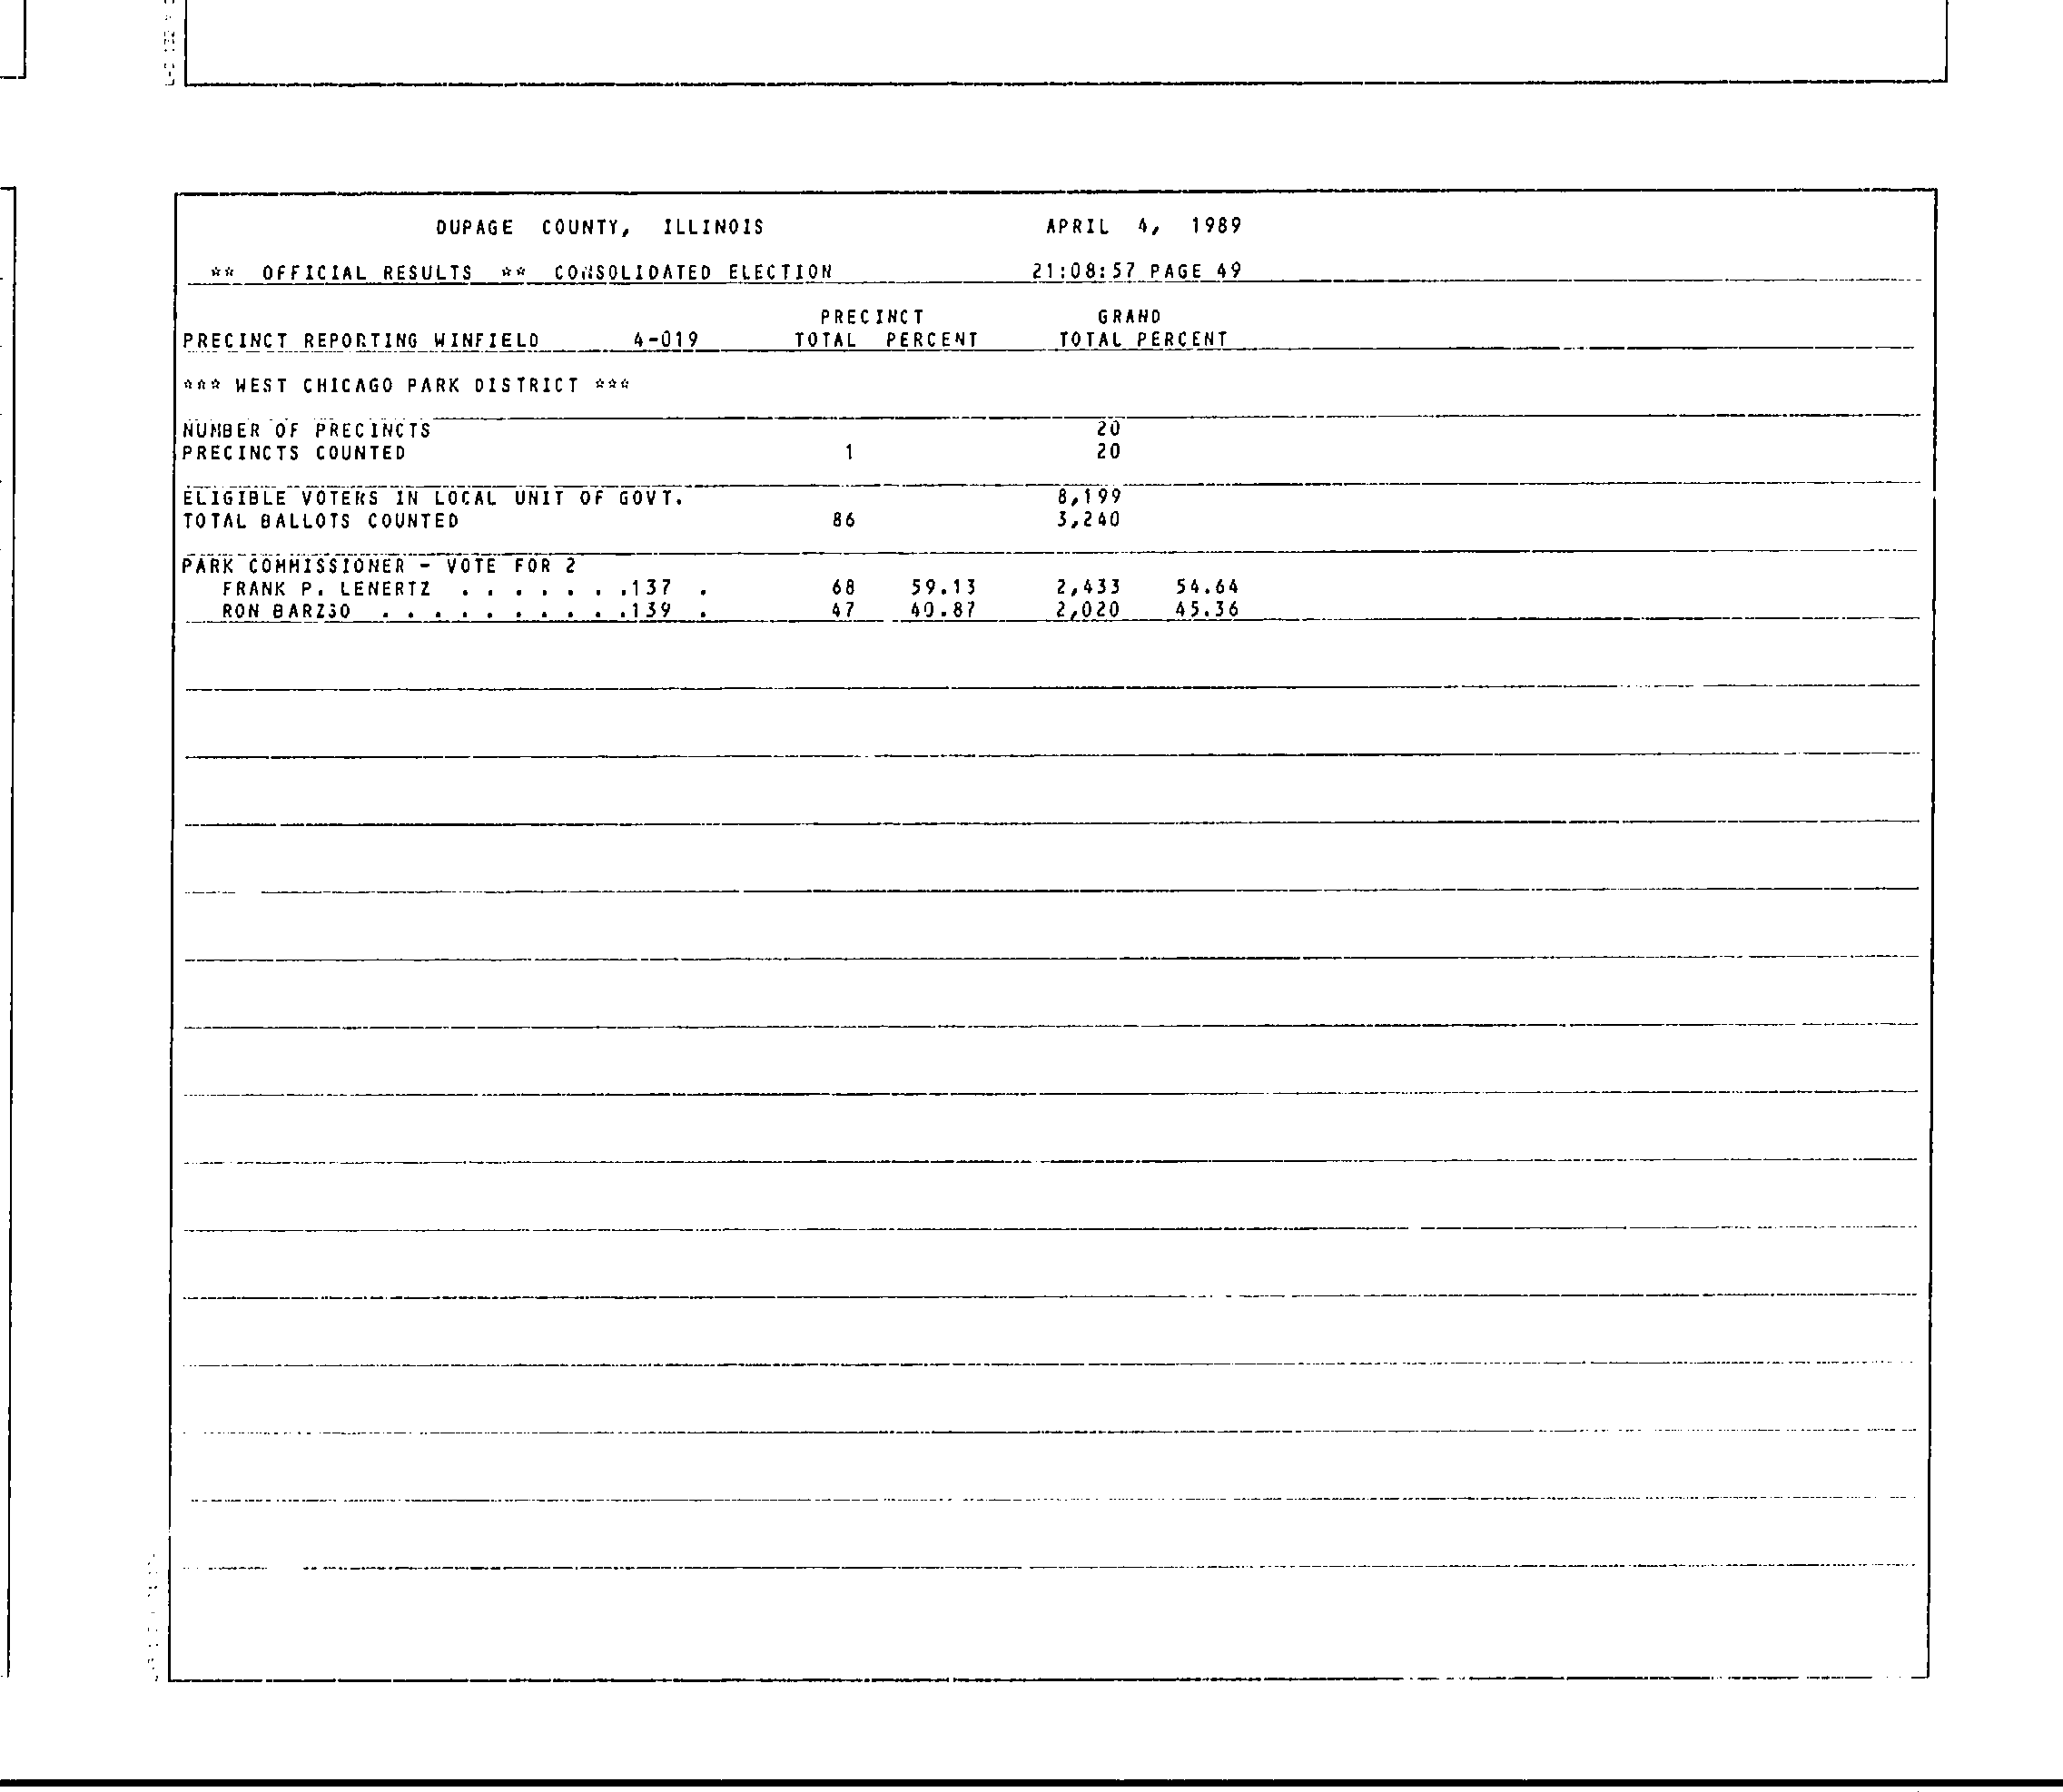 DUPAGE COUNTY, ILLINOIS APRIL 4, 1989
** OFFICIAL RESULTS ** CONSOLIDATED ELECTION 21:08:57 PAGE 49
PRECINCT GRAND
PRECINCT REPORTING WINFIELD 4-019 TOTAL PERCENT TOTAL PERCENT
*** WEST CHICAGO PARK DISTRICT ***
NUMBER OF PRECINCTS 20
PRECINCTS COUNTED 1 20
ELIGIBLE VOTERS IN LOCAL UNIT OF GOVT. 8,199
TOTAL BALLOTS COUNTED 86 3,240
PARK COMMISSIONER - VOTE FOR 2
FRANK P. LENERTZ . . . . . . .137 . 68 59.13 2,433 54.64
RON BARZSO . . . . . . . . . .139 . 47 40.87 2,020 45.36